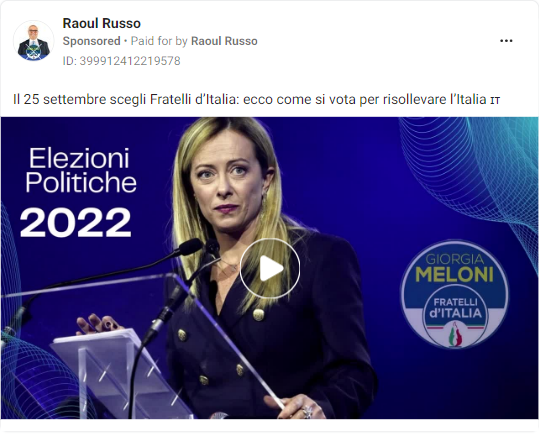 Raoul Russo
Sponsored • Paid for by Raoul Russo
ID: 399912412219578
Il 25 settembre scegli Fratelli d’Italia: ecco come si vota per risollevare l’Italia ɪᴛ
Elezioni
Politiche
2022
GIORGIA
MELONI
FRATELLI
d'ITALIA